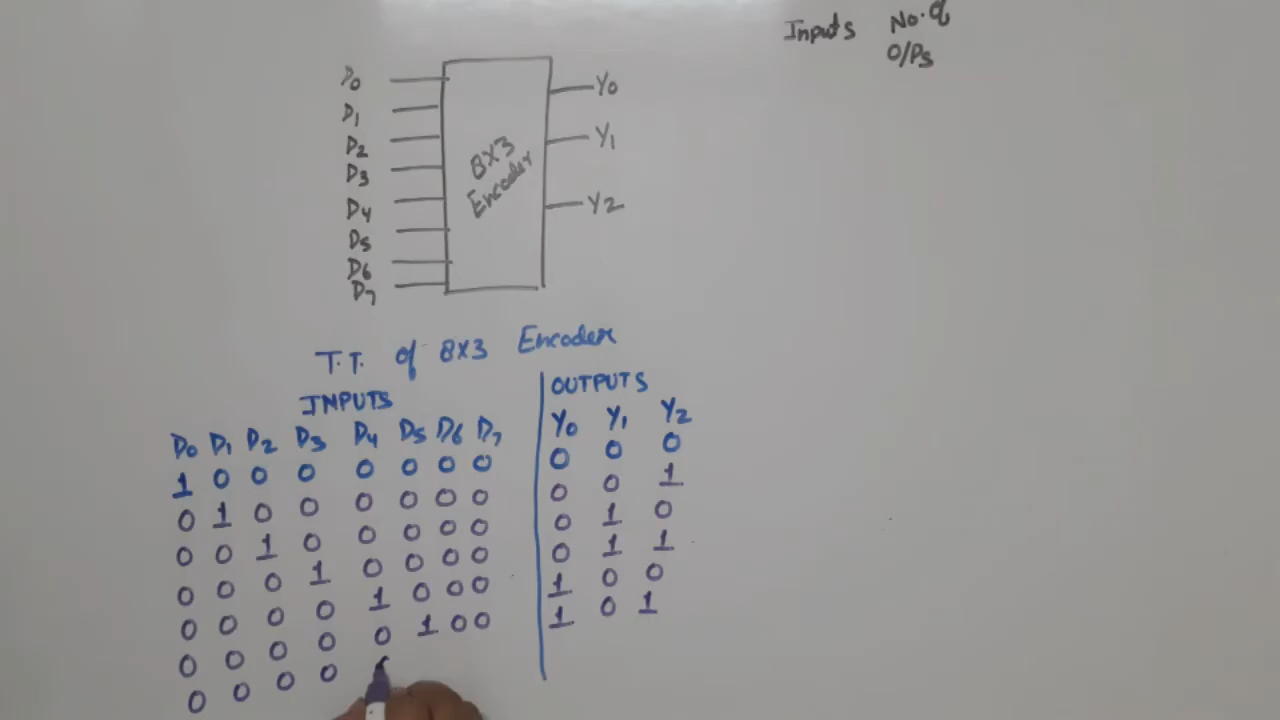 Inputs No. of
O/Ps
D0 Y0
D1
D2 Y1
D3
D4 Y2
D5
D6
D7
8X3
Encoder
T.T. of 8X3 Encoder
INPUTS OUTPUTS
D0 D1 D2 D3 D4 D5 D6 D7 Y0 Y1 Y2
1 0 0 0 0 0 0 0 0 0 0
0 1 0 0 0 0 0 0 0 0 1
0 0 1 0 0 0 0 0 0 1 0
0 0 0 1 0 0 0 0 0 1 1
0 0 0 0 1 0 0 0 1 0 0
0 0 0 0 0 1 0 0 1 0 1
0 0 0 0